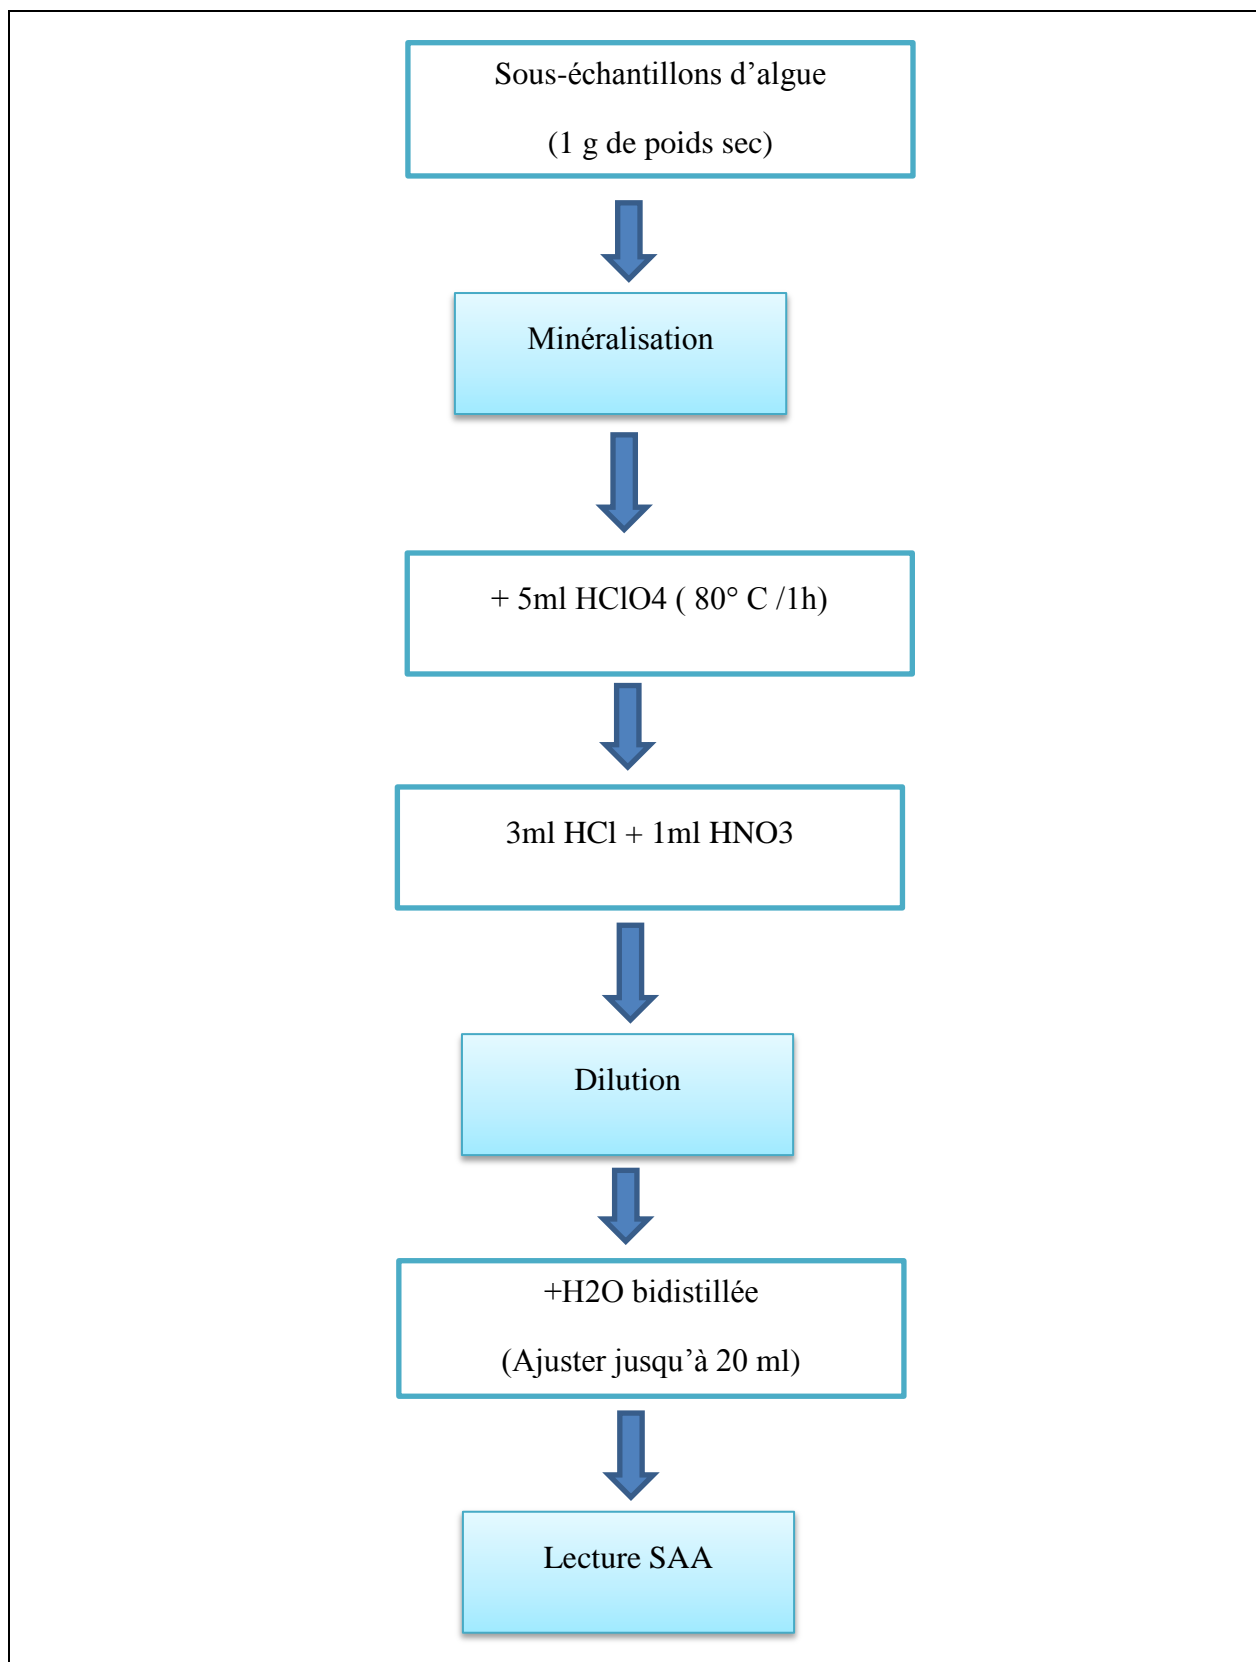 Sous-échantillons d’algue
(1 g de poids sec)
Minéralisation
+ 5ml HClO4 ( 80° C /1h)
3ml HCl + 1ml HNO3
Dilution
+H2O bidistillée
(Ajuster jusqu’à 20 ml)
Lecture SAA